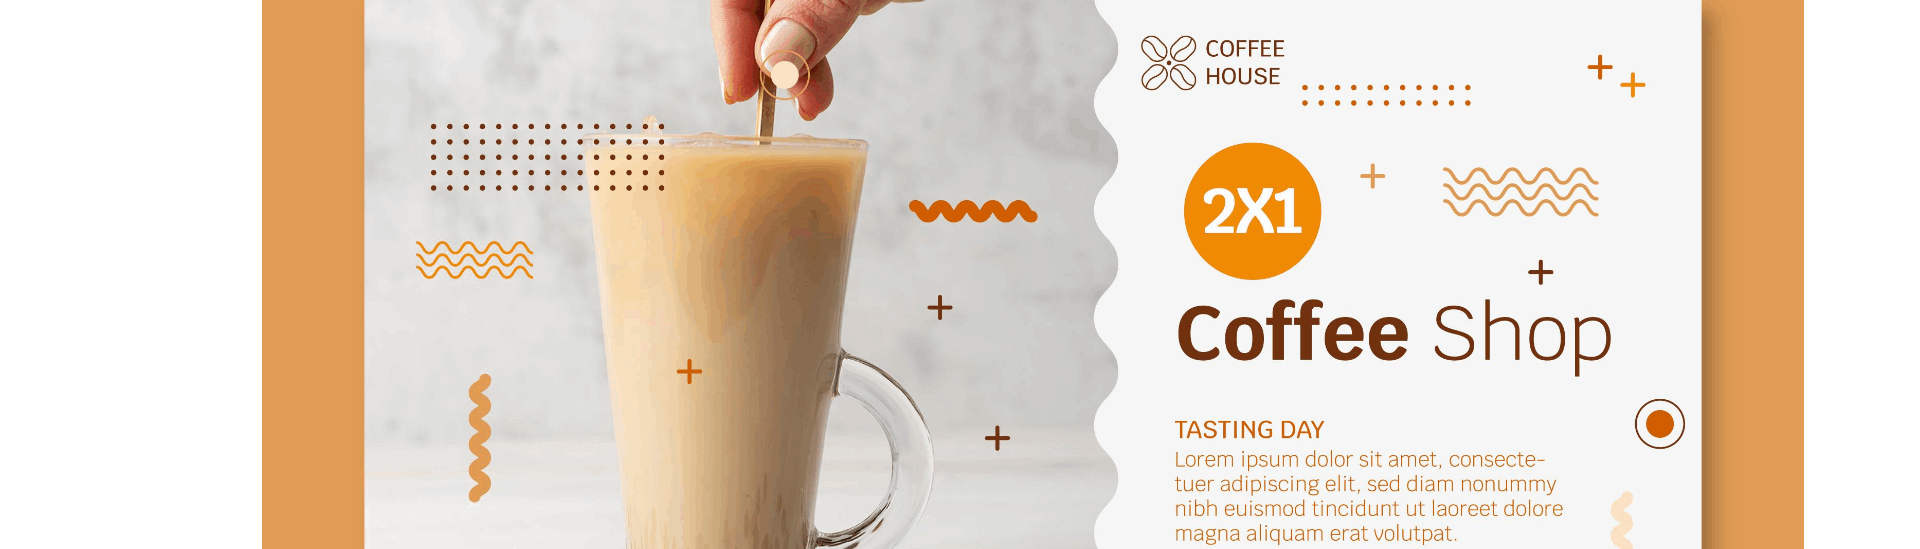 COFFEE
HOUSE
2X1
Coffee Shop
TASTING DAY
Lorem ipsum dolor sit amet, consecte-
tuer adipiscing elit, sed diam nonummy
nibh euismod tincidunt ut laoreet dolore
magna aliquam erat volutpat.